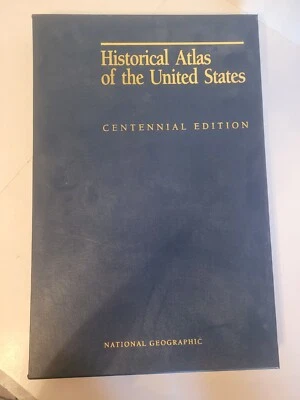 Historical Atlas
of the United States
CENTENNIAL EDITION
NATIONAL GEOGRAPHIC